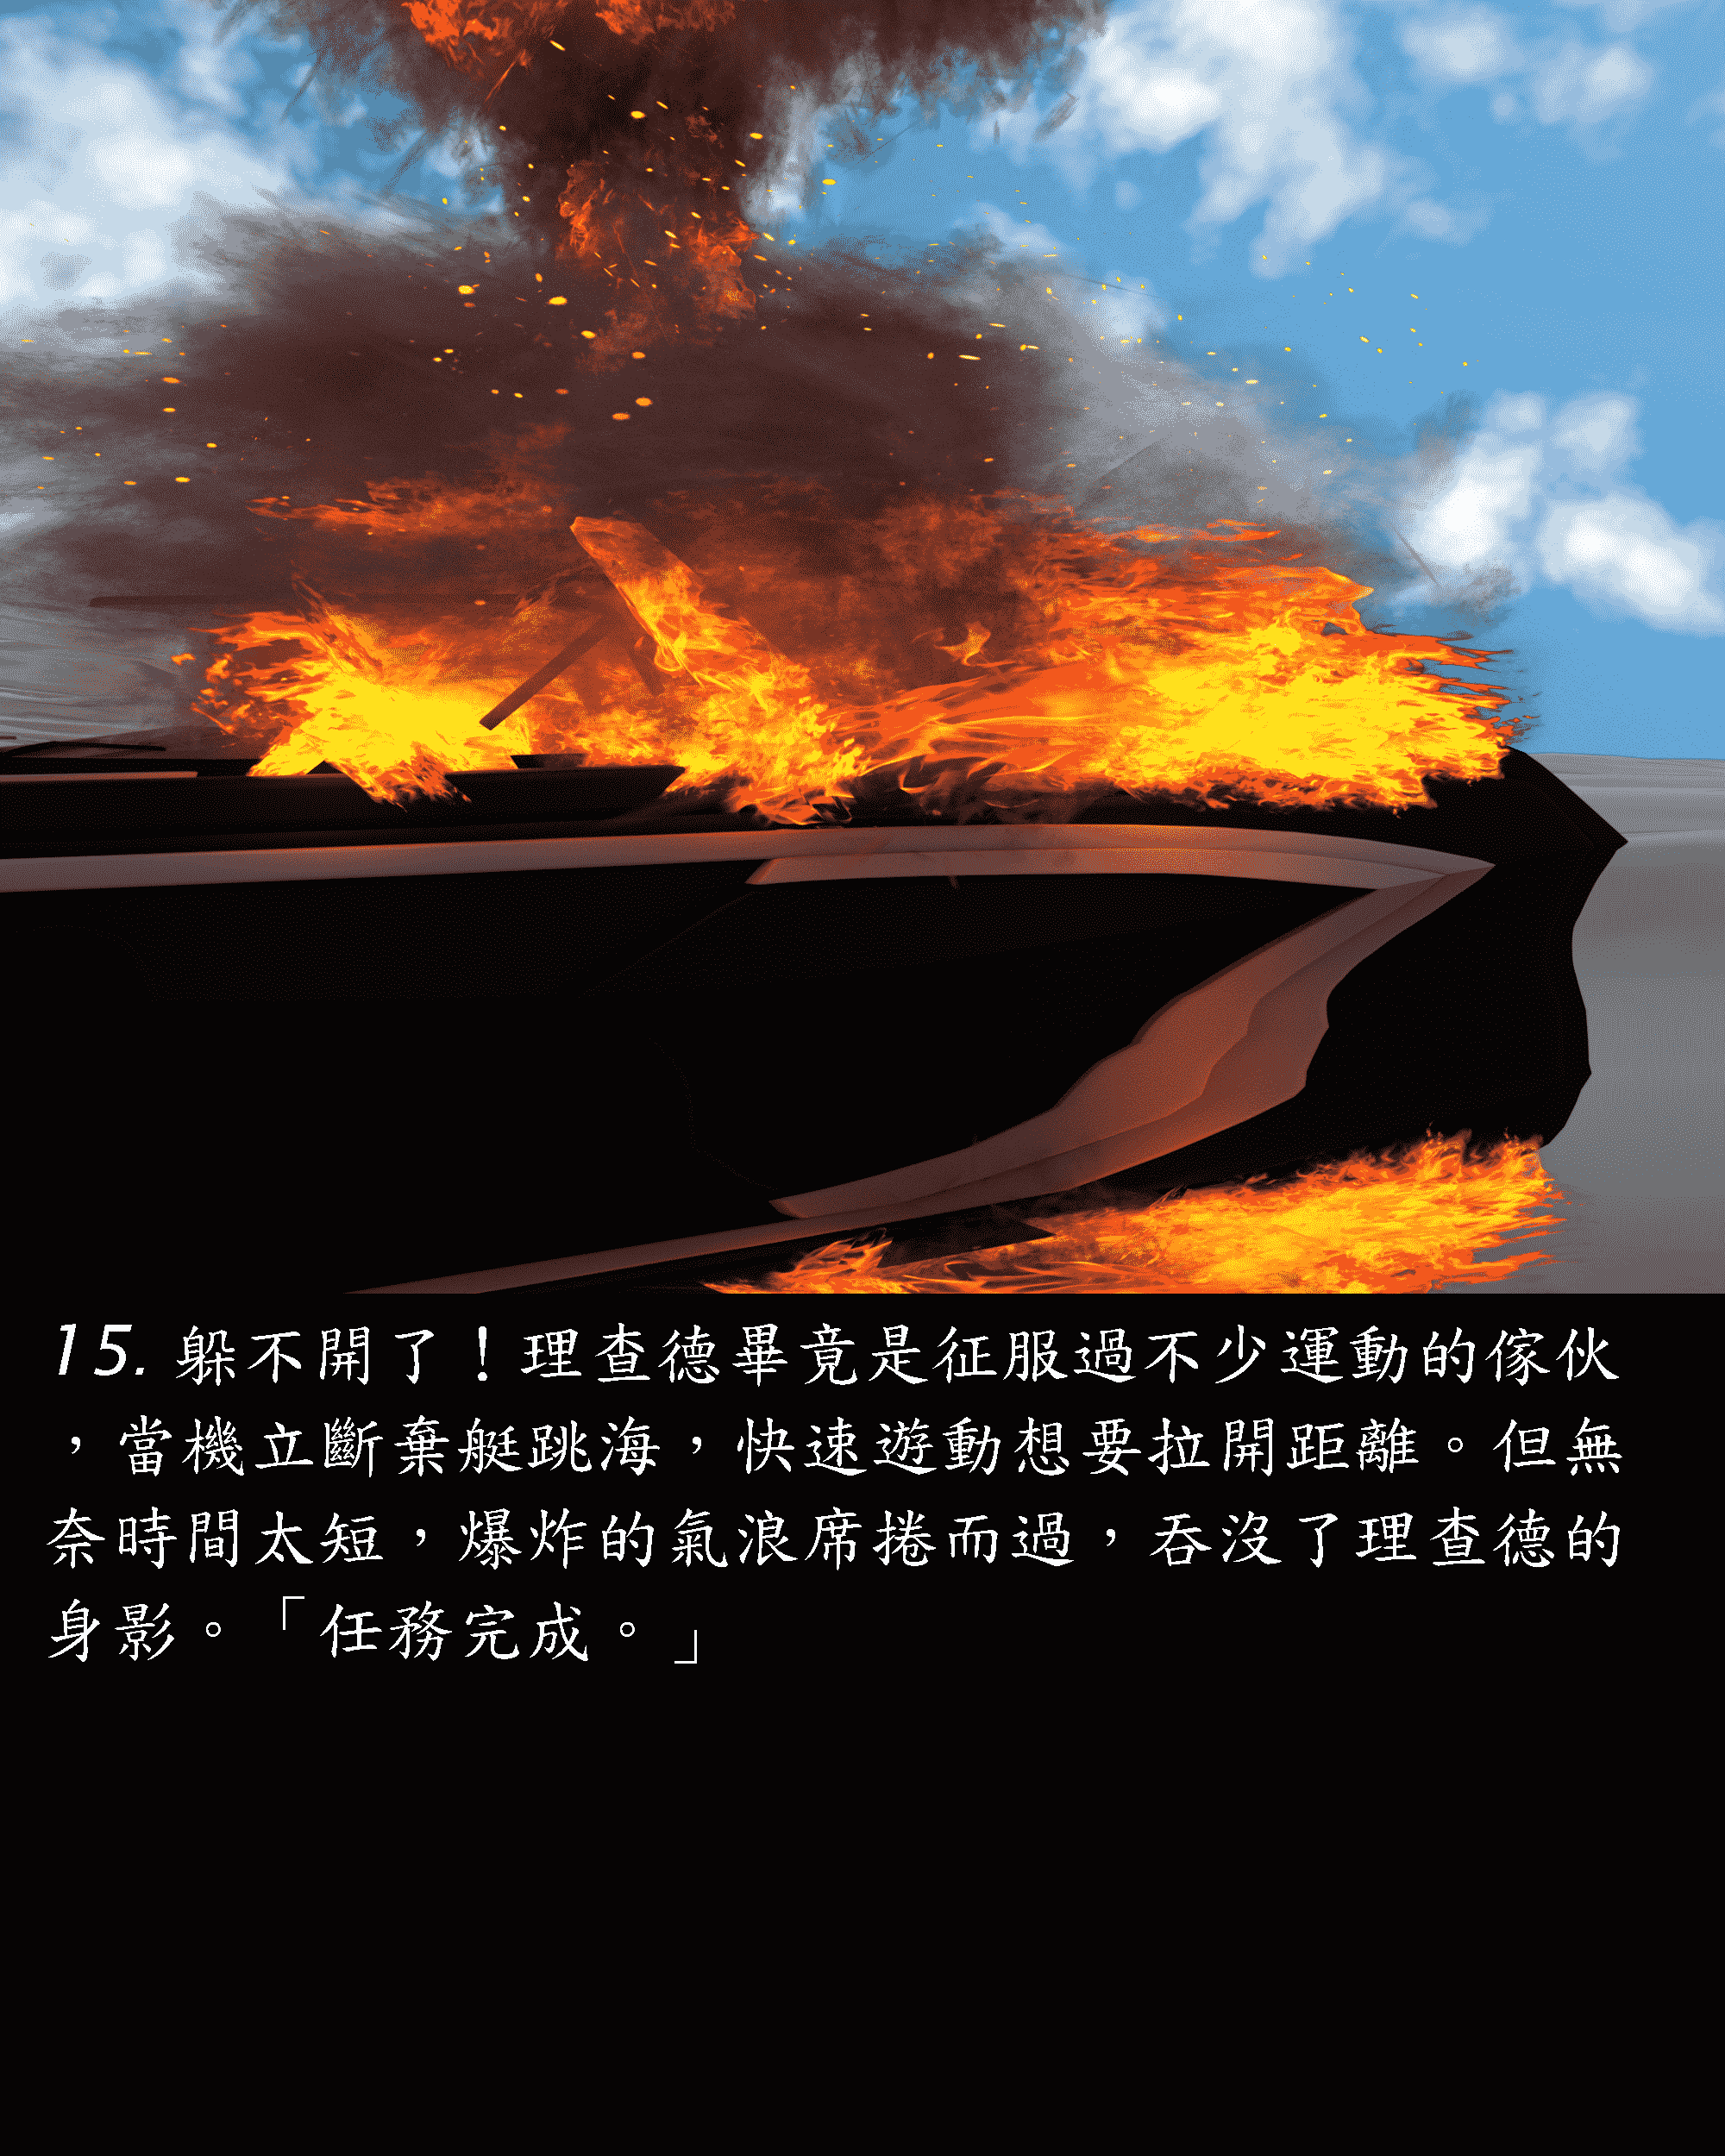 15. 躲不開了！理查德畢竟是征服過不少運動的傢伙
，當機立斷棄艇跳海，快速遊動想要拉開距離。但無
奈時間太短，爆炸的氣浪席捲而過，吞沒了理查德的
身影。「任務完成。」